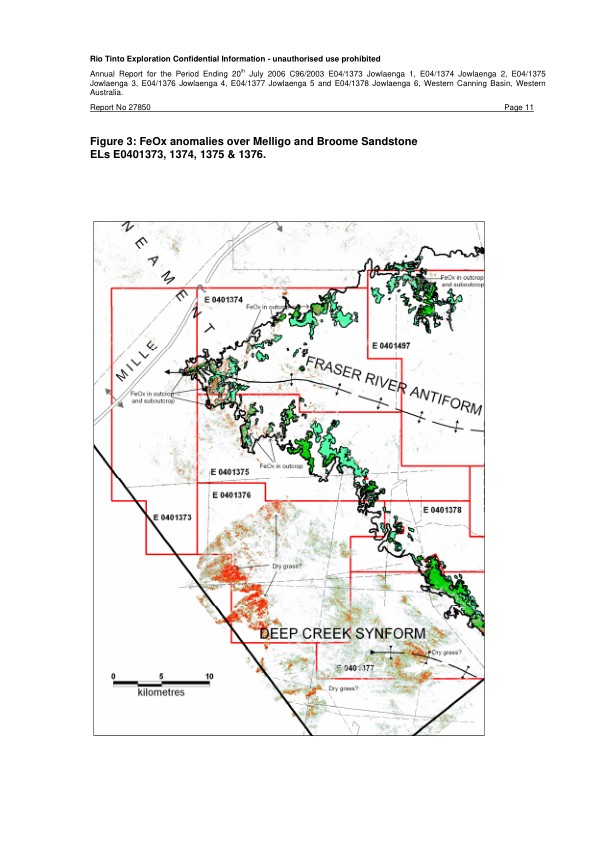 Rio Tinto Exploration Confidential Information - unauthorised use prohibited
Annual Report for the Period Ending 20th July 2006 C96/2003 E04/1373 Jowlaenga 1, E04/1374 Jowlaenga 2, E04/1375
Jowlaenga 3, E04/1376 Jowlaenga 4, E04/1377 Jowlaenga 5 and E04/1378 Jowlaenga 6, Western Canning Basin, Western
Australia.
Report No 27850 Page 11
Figure 3: FeOx anomalies over Melligo and Broome Sandstone
ELs E0401373, 1374, 1375 & 1376.
NEAMENT
MILLE
E 0401374
FeOx in outcrop
FeOx in outcrop
and suboutcrop
E 0401497
FRASER RIVER ANTIFORM
FeOx in outcrop
and suboutcrop
FeOx in outcrop
E 0401375
E 0401376
E 0401373
E 0401378
Dry grass?
DEEP CREEK SYNFORM
Dry grass?
E 0401377
Dry grass?
0 5 10
kilometres